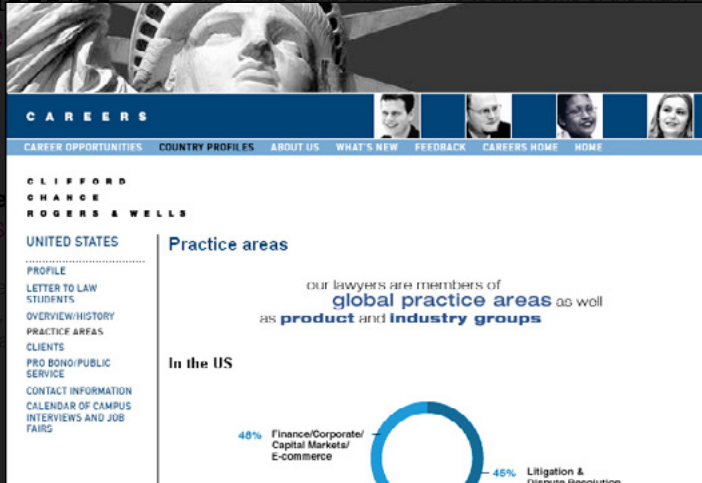 CAREERS
CAREER OPPORTUNITIES COUNTRY PROFILES ABOUT US WHAT'S NEW FEEDBACK CAREERS HOME HOME
CLIFFORD
CHANCE
ROGERS & WELLS
UNITED STATES
PROFILE
LETTER TO LAW
STUDENTS
OVERVIEW/HISTORY
PRACTICE AREAS
CLIENTS
PRO BONO/PUBLIC
SERVICE
CONTACT INFORMATION
CALENDAR OF CAMPUS
INTERVIEWS AND JOB
FAIRS
Practice areas
our lawyers are members of
global practice areas as well
as product and industry groups
In the US
48% Finance/Corporate/
Capital Markets/
E-commerce
45% Litigation &
Dispute Resolution